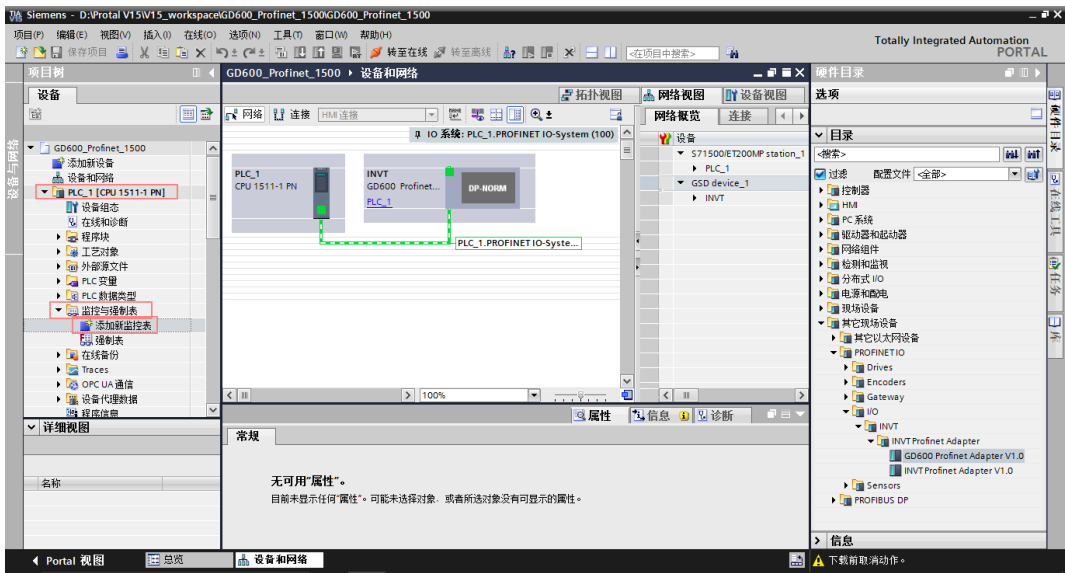 Siemens - D:\Protal V15\V15_workspace\GD600_Profinet_1500\GD600_Profinet_1500
项目(P) 编辑(E) 视图(V) 插入(I) 在线(O) 选项(N) 工具(T) 窗口(W) 帮助(H)
Totally Integrated Automation
PORTAL
保存项目 转至在线 转至离线 <在项目中搜索>
项目树
GD600_Profinet_1500 设备和网络
硬件目录
设备
拓扑视图 网络视图 设备视图
选项
网络 连接 HMI 连接
网络概览 连接
IO 系统: PLC_1.PROFINET IO-System (100)
设备
目录
GD600_Profinet_1500
添加新设备
设备和网络
PLC_1 [CPU 1511-1 PN]
设备组态
在线和诊断
程序块
工艺对象
外部源文件
PLC 变量
PLC 数据类型
监控与强制表
添加新监控表
强制表
在线备份
Traces
OPC UA 通信
设备代理数据
程序信息
PLC_1
CPU 1511-1 PN
INVT
GD600 Profinet...
DP-NORM
PLC_1
PLC_1.PROFINET IO-Syste...
100%
S71500/ET200MP station_1
PLC_1
GSD device_1
INVT
<搜索>
过滤 配置文件 <全部>
控制器
HMI
PC 系统
驱动器和起动器
网络组件
检测和监视
分布式 I/O
电源和配电
现场设备
其它现场设备
其它以太网设备
PROFINET IO
Drives
Encoders
Gateway
I/O
INVT
INVT Profinet Adapter
GD600 Profinet Adapter V1.0
INVT Profinet Adapter V1.0
Sensors
PROFIBUS DP
信息
设备与网络
硬件目录
在线工具
任务
库
详细视图
名称
属性 信息 诊断
常规
无可用“属性”。
目前未显示任何“属性”。可能未选择对象，或者所选对象没有可显示的属性。
Portal 视图 总览 设备和网络
下载前取消动作。